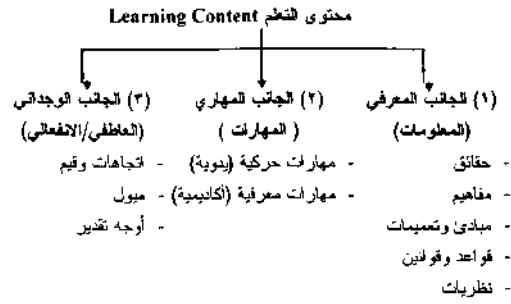 محتوى التعلم Learning Content
(١) الجانب المعرفي
(المعلومات)
- حقائق
- مفاهيم
- مبادئ وتعميمات
- قواعد وقوانين
- نظريات
(٢) الجانب المهاري
( المهارات )
- مهارات حركية (يدوية)
- مهارات معرفية (أكاديمية)
(٣) الجانب الوجداني
(العاطفي/الانفعالي)
- اتجاهات وقيم
- ميول
- أوجه تقدير